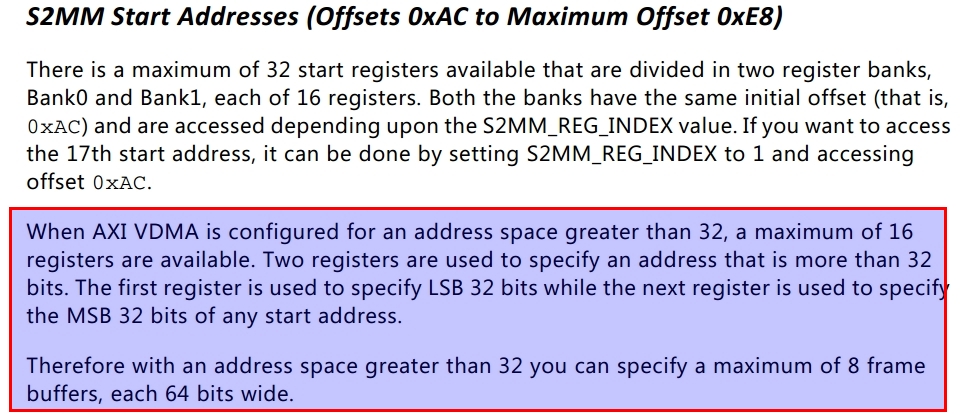 S2MM Start Addresses (Offsets 0xAC to Maximum Offset 0xE8)
There is a maximum of 32 start registers available that are divided in two register banks,
Bank0 and Bank1, each of 16 registers. Both the banks have the same initial offset (that is,
0xAC) and are accessed depending upon the S2MM_REG_INDEX value. If you want to access
the 17th start address, it can be done by setting S2MM_REG_INDEX to 1 and accessing
offset 0xAC.
When AXI VDMA is configured for an address space greater than 32, a maximum of 16
registers are available. Two registers are used to specify an address that is more than 32
bits. The first register is used to specify LSB 32 bits while the next register is used to specify
the MSB 32 bits of any start address.
Therefore with an address space greater than 32 you can specify a maximum of 8 frame
buffers, each 64 bits wide.